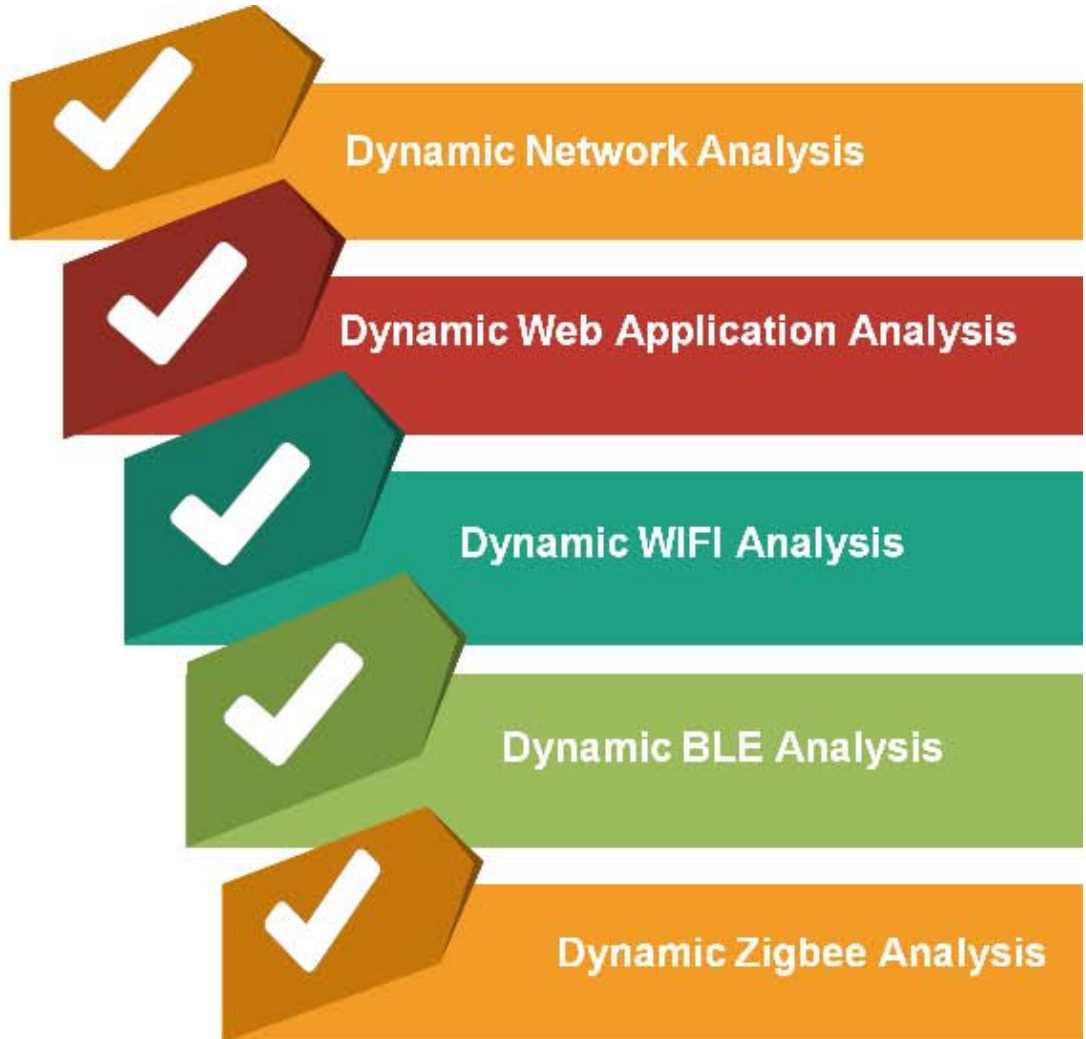 Dynamic Network Analysis
Dynamic Web Application Analysis
Dynamic WIFI Analysis
Dynamic BLE Analysis
Dynamic Zigbee Analysis